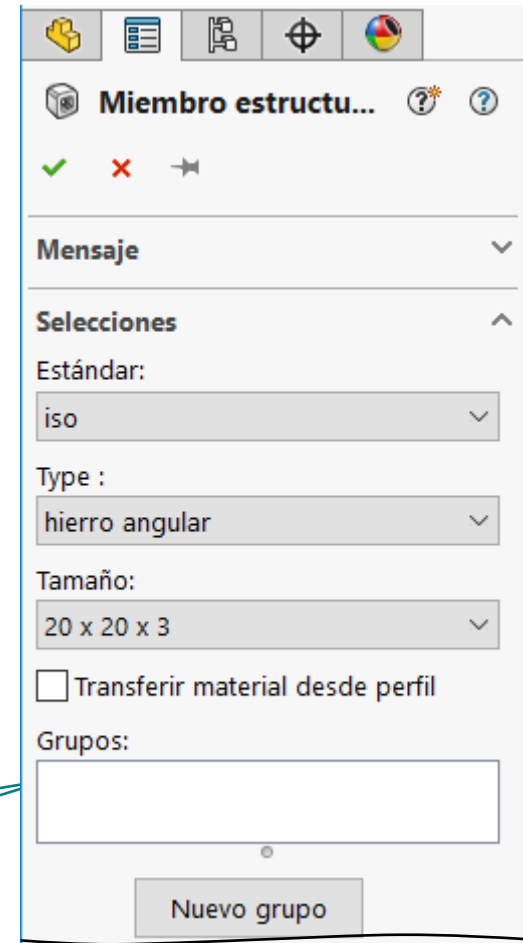 Miembro estructu...
Mensaje
Selecciones
Estándar:
iso
Type :
hierro angular
Tamaño:
20 x 20 x 3
Transferir material desde perfil
Grupos:
Nuevo grupo